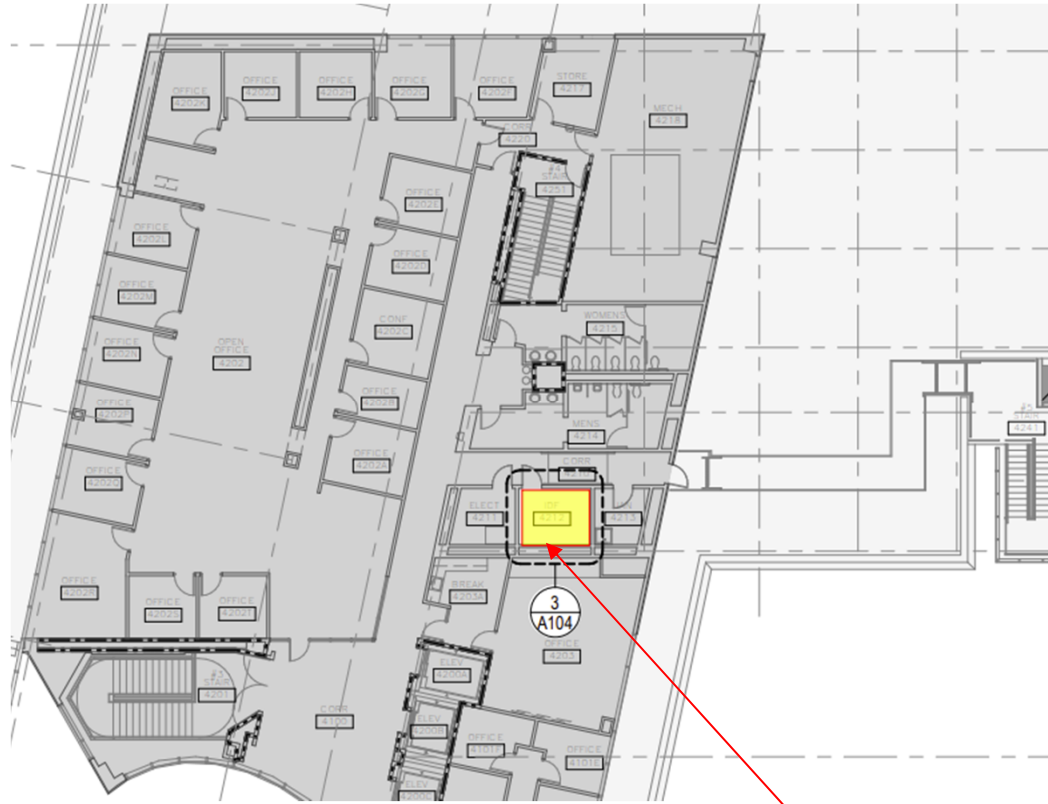 OFFICE
4202K
OFFICE
4202J
OFFICE
4202H
OFFICE
4202G
OFFICE
4202F
STORE
4217
MECH
4218
CORR
4220
#4
STAIR
4251
OFFICE
4202E
OFFICE
4202L
OFFICE
4202D
OFFICE
4202M
CONF
4202C
WOMENS
4215
OPEN
OFFICE
4202
OFFICE
4202N
OFFICE
4202B
OFFICE
4202P
MENS
4214
#5
STAIR
4241
OFFICE
4202A
CORR
OFFICE
4202Q
ELECT
4211
IDF
4212
4213
BREAK
4203A
3
A104
OFFICE
4202R
OFFICE
4202S
OFFICE
4202T
OFFICE
4203
ELEV
4200A
#3
STAIR
4201
CORR
4100
ELEV
4200B
OFFICE
4101F
OFFICE
4101E
ELEV
4200C